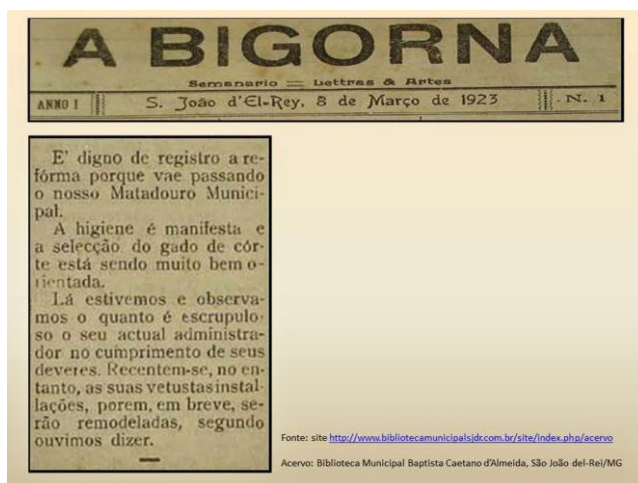 A BIGORNA
Semanario = Lettras & Artes
ANNO I S. João d'El-Rey, 8 de Março de 1923 N. 1
E' digno de registro a re-
fórma porque vae passando
o nosso Matadouro Munici-
pal.
A higiene é manifesta e
a selecção do gado de cór-
te está sendo muito bem o-
rientada.
Lá estivemos e observa-
mos o quanto é escrupulo-
so o seu actual administra-
dor no cumprimento de seus
deveres. Recentem-se, no en-
tanto, as suas vetustas instal-
lações, porem, em breve, se-
rão remodeladas, segundo
ouvimos dizer.
Fonte: site http://www.bibliotecamunicipalsjdr.com.br/site/index.php/acervo
Acervo: Biblioteca Municipal Baptista Caetano d'Almeida, São João del-Rei/MG